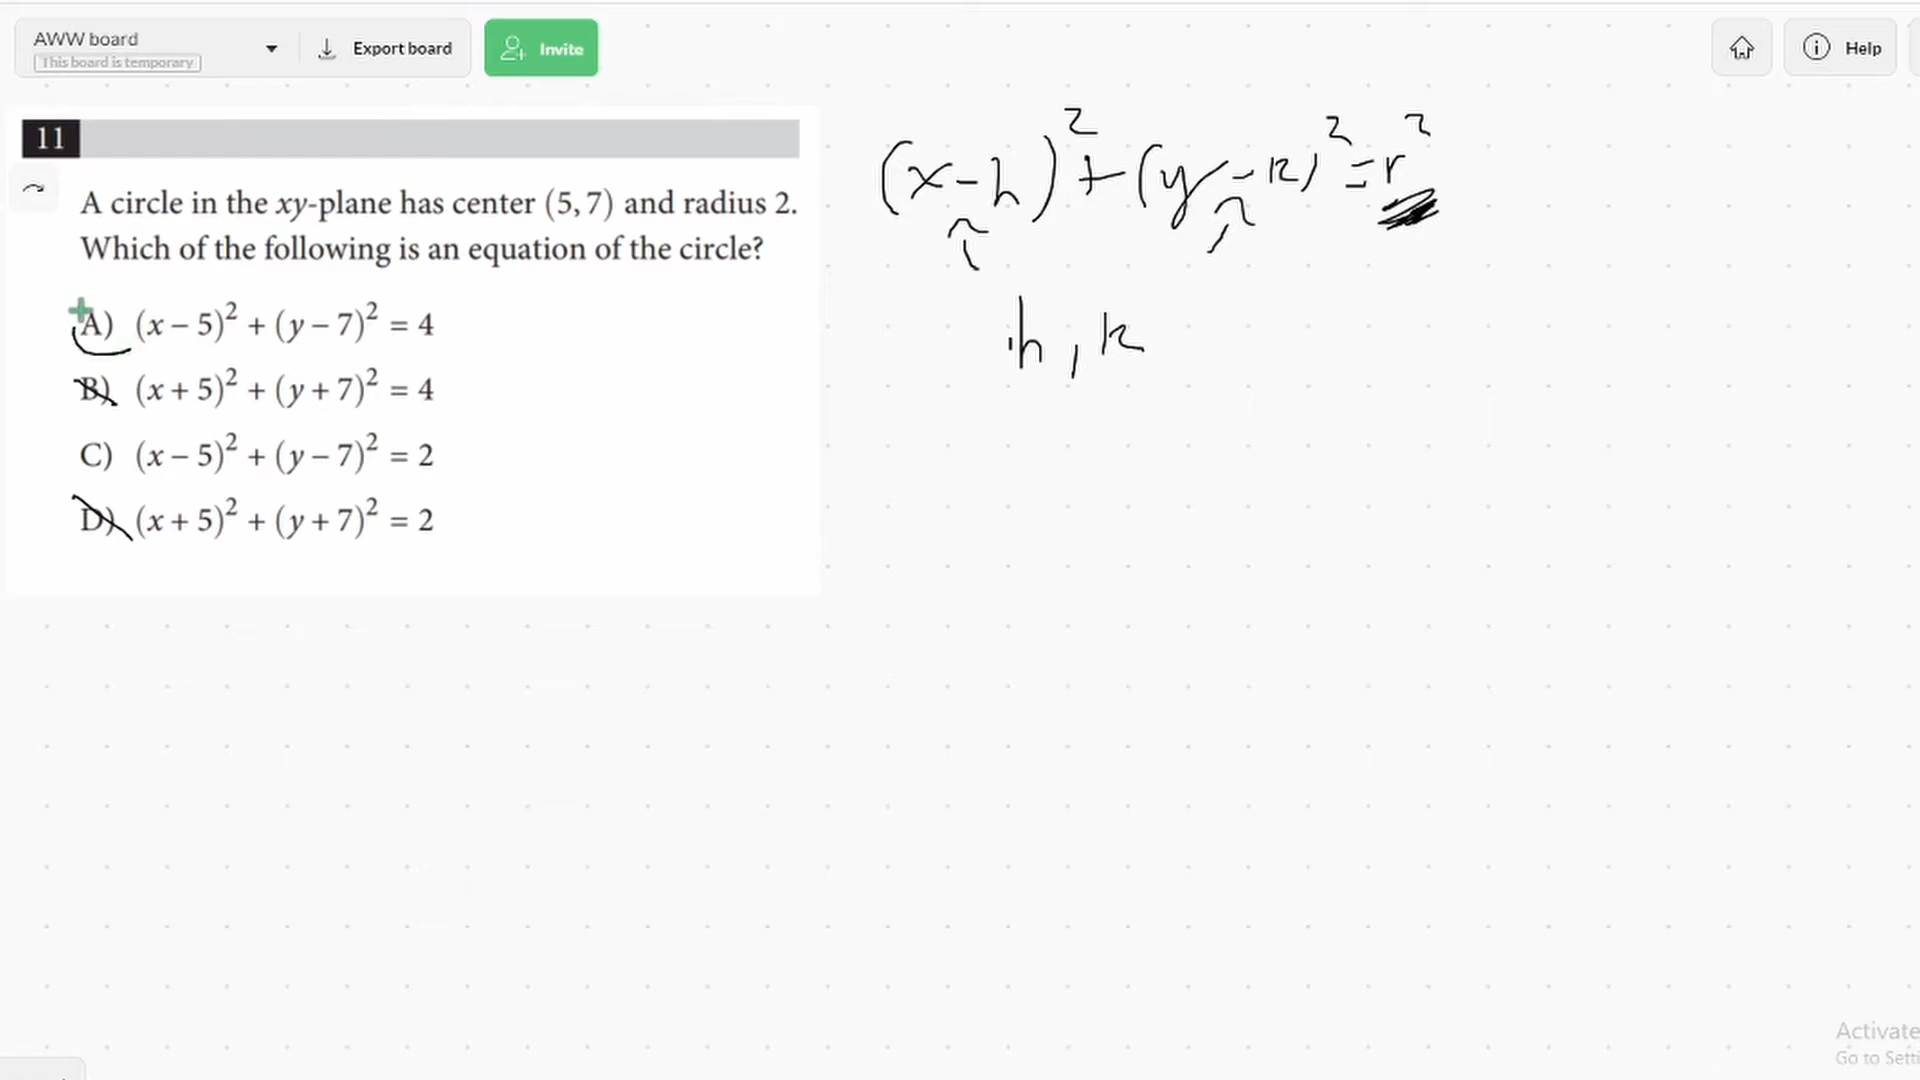 AWW board
This board is temporary
Export board
Invite
Help
11
A circle in the xy-plane has center (5, 7) and radius 2.
Which of the following is an equation of the circle?
A) (x − 5)² + (y − 7)² = 4
B) (x + 5)² + (y + 7)² = 4
C) (x − 5)² + (y − 7)² = 2
D) (x + 5)² + (y + 7)² = 2
(x − h)² + (y − k)² = r²
h, k
Activate
Go to Setti